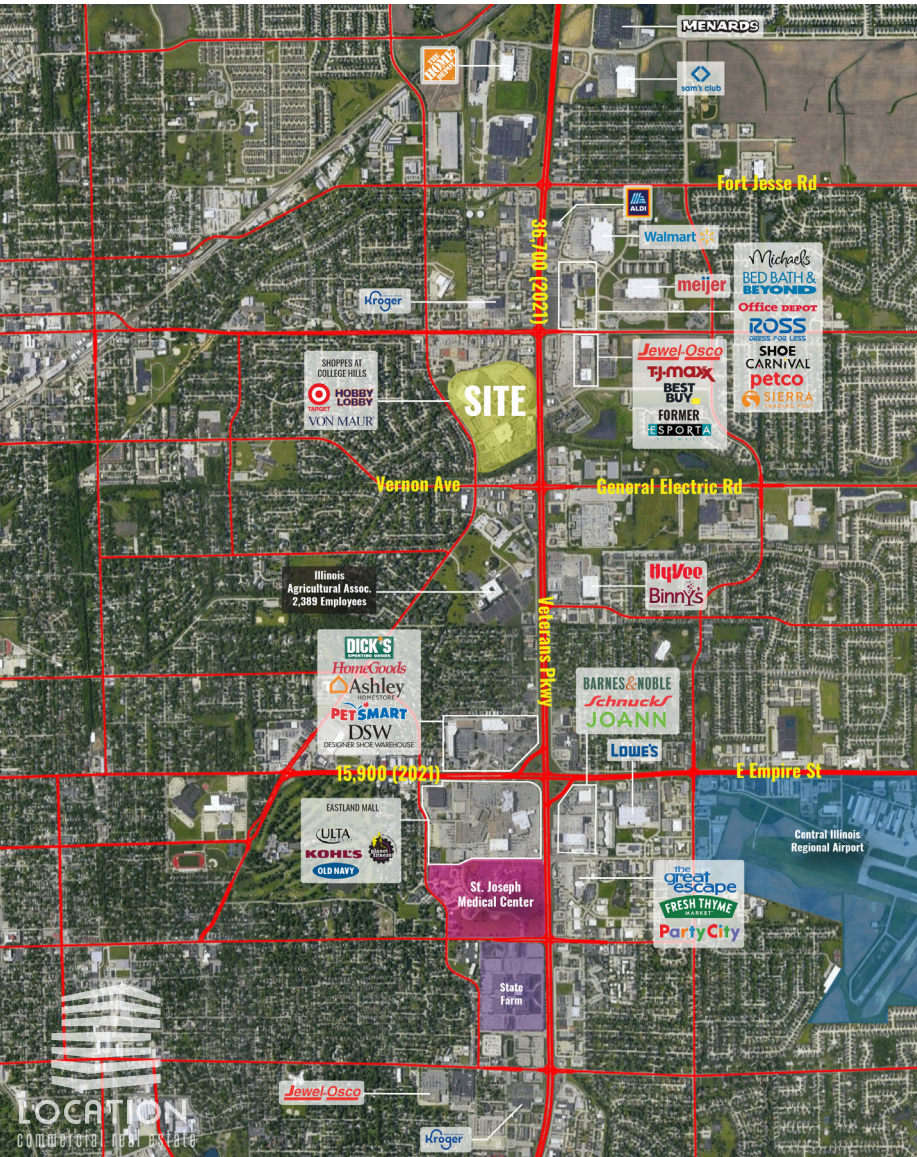 MENARDS
THE HOME DEPOT
sam's club
Fort Jesse Rd
ALDI
36,700 (2021)
Walmart
Michaels
BED BATH &
BEYOND
meijer
Kroger
Office DEPOT
ROSS
DRESS FOR LESS
SHOE
CARNIVAL
petco
SIERRA
TRADING POST
Jewel-Osco
T•J•maxx
BEST
BUY
FORMER
ESPORTA
SHOPPES AT
COLLEGE HILLS
TARGET
HOBBY
LOBBY
VON MAUR
SITE
Vernon Ave
General Electric Rd
Illinois
Agricultural Assoc.
2,389 Employees
HyVee
Binny's
Veterans Pkwy
DICK'S
SPORTING GOODS
HomeGoods
Ashley
HOMESTORE
PETSMART
DSW
DESIGNER SHOE WAREHOUSE
BARNES&NOBLE
Schnucks
JOANN
LOWE'S
15,900 (2021)
E Empire St
EASTLAND MALL
ULTA
KOHL'S
planet
fitness
OLD NAVY
Central Illinois
Regional Airport
St. Joseph
Medical Center
the
great
escape
FRESH THYME
MARKET
Party City
State
Farm
Jewel-Osco
Kroger
LOCATION
commercial real estate